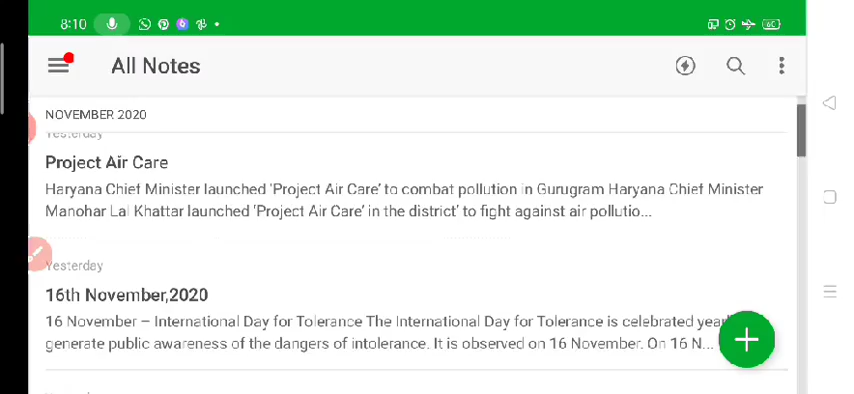 8:10
60
All Notes
NOVEMBER 2020
Yesterday
Project Air Care
Haryana Chief Minister launched 'Project Air Care' to combat pollution in Gurugram Haryana Chief Minister
Manohar Lal Khattar launched 'Project Air Care' in the district' to fight against air pollutio...
Yesterday
16th November,2020
16 November – International Day for Tolerance The International Day for Tolerance is celebrated
generate public awareness of the dangers of intolerance. It is observed on 16 November. On 16 N...